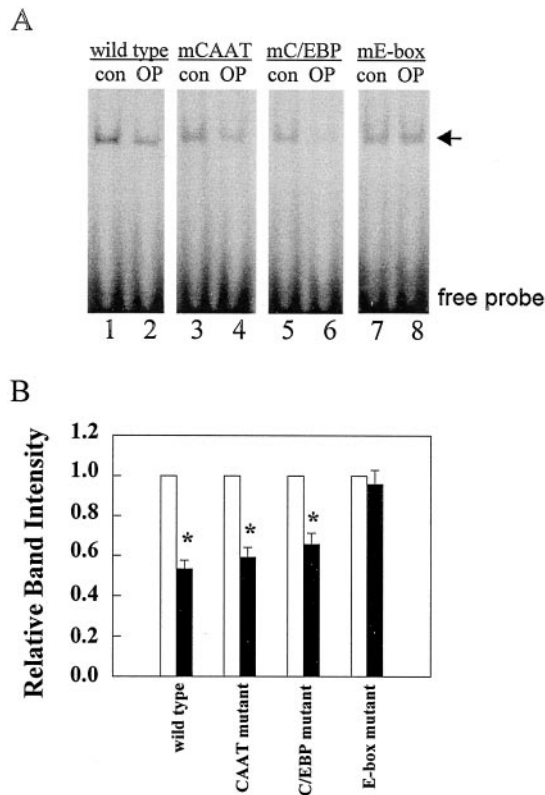 A
wild type mCAAT mC/EBP mE-box
con OP con OP con OP con OP
free probe
1 2 3 4 5 6 7 8
B
Relative Band Intensity
1.2
1.0
0.8
0.6
0.4
0.2
0.0
* * *
wild type
CAAT mutant
C/EBP mutant
E-box mutant